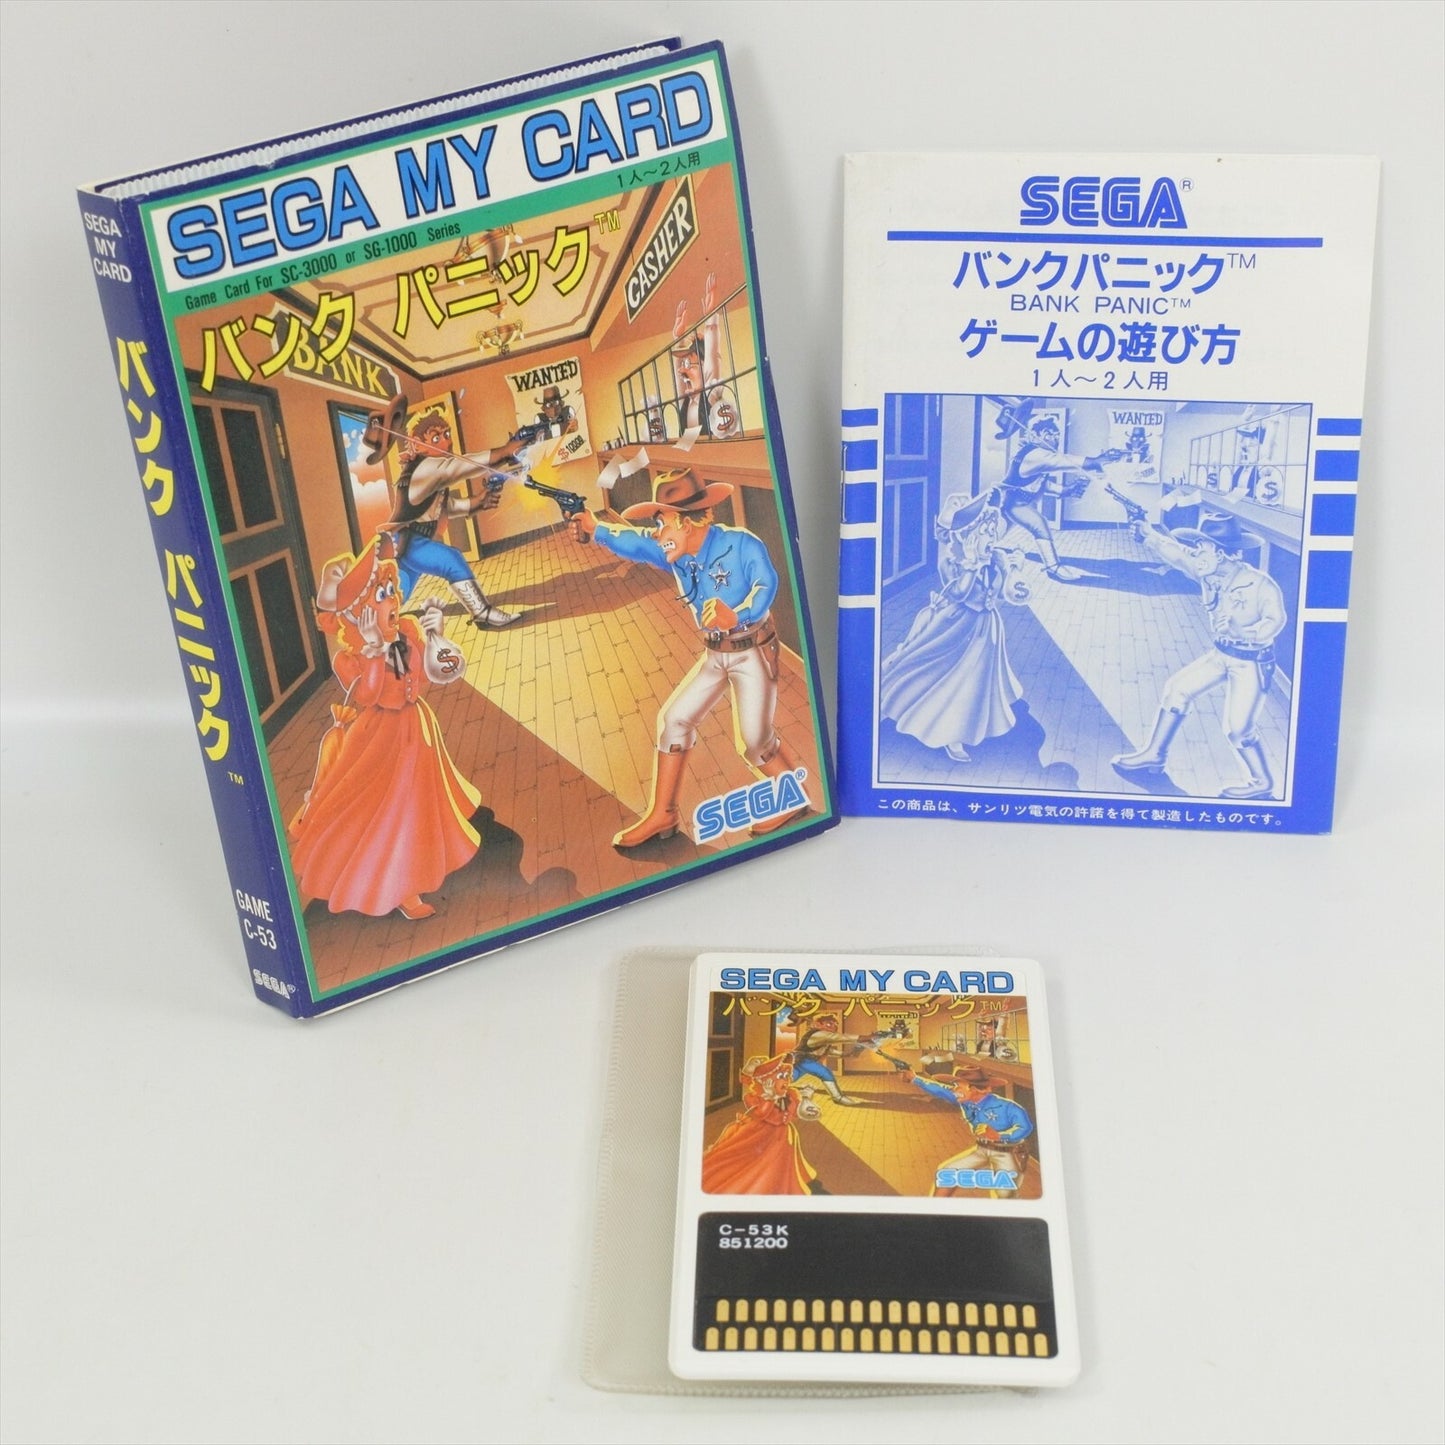 SEGA MY CARD
バンク パニック™
GAME C-53
SEGA®
SEGA MY CARD
1人～2人用
Game Card For SC-3000 or SG-1000 Series
バンク パニック™
BANK
CASHER
WANTED
$
$
SEGA®
SEGA®
バンクパニック™
BANK PANIC™
ゲームの遊び方
1人～2人用
WANTED
$
$
$
この商品は、サンリツ電気の許諾を得て製造したものです。
SEGA MY CARD
バンク パニック™
WANTED
$
$
$
SEGA®
C-53K
851200